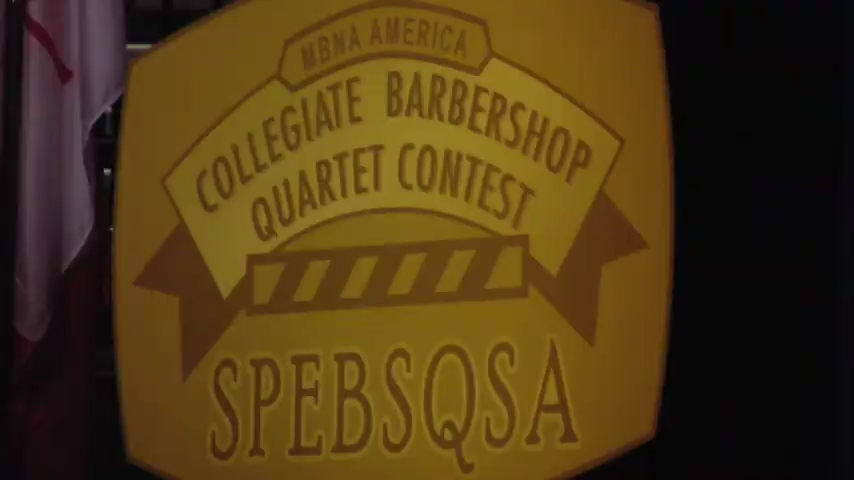 MBNA AMERICA
COLLEGIATE BARBERSHOP
QUARTET CONTEST
SPEBSQSA